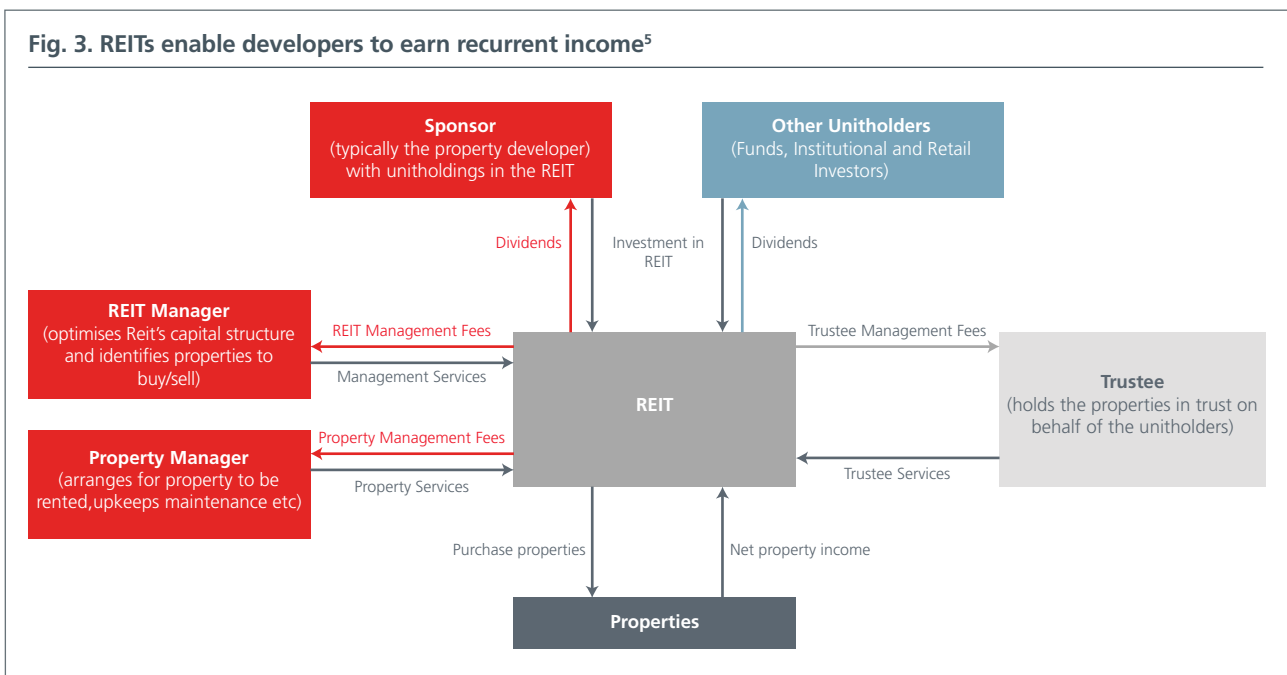 Fig. 3. REITs enable developers to earn recurrent income5
Sponsor
(typically the property developer)
with unitholdings in the REIT
Other Unitholders
(Funds, Institutional and Retail
Investors)
Dividends
Investment in
REIT
Dividends
REIT Manager
(optimises Reit's capital structure
and identifies properties to
buy/sell)
REIT Management Fees
Management Services
Trustee Management Fees
REIT
Trustee
(holds the properties in trust on
behalf of the unitholders)
Property Manager
(arranges for property to be
rented,upkeeps maintenance etc)
Property Management Fees
Property Services
Trustee Services
Purchase properties
Net property income
Properties